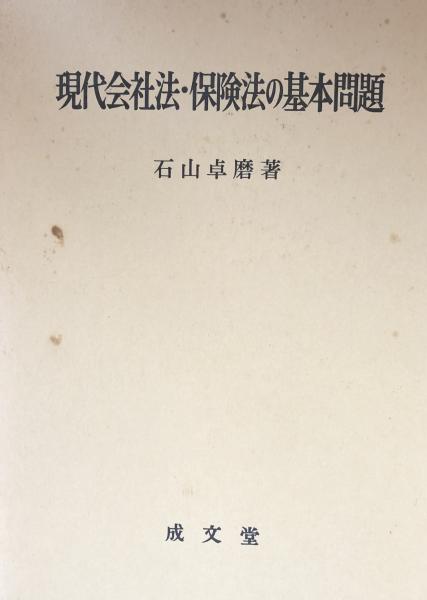 現代会社法・保険法の基本問題
石山卓磨著
成文堂